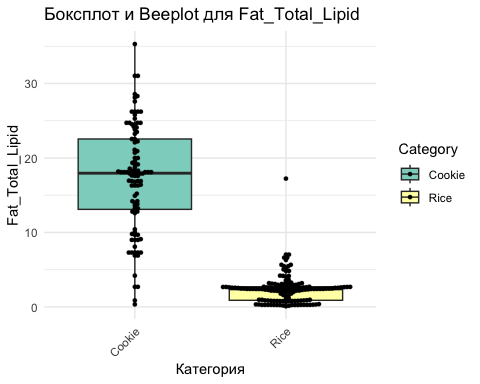 Боксплот и Beeplot для Fat_Total_Lipid
Fat_Total_Lipid
30
20
10
0
Cookie
Rice
Категория
Category
Cookie
Rice